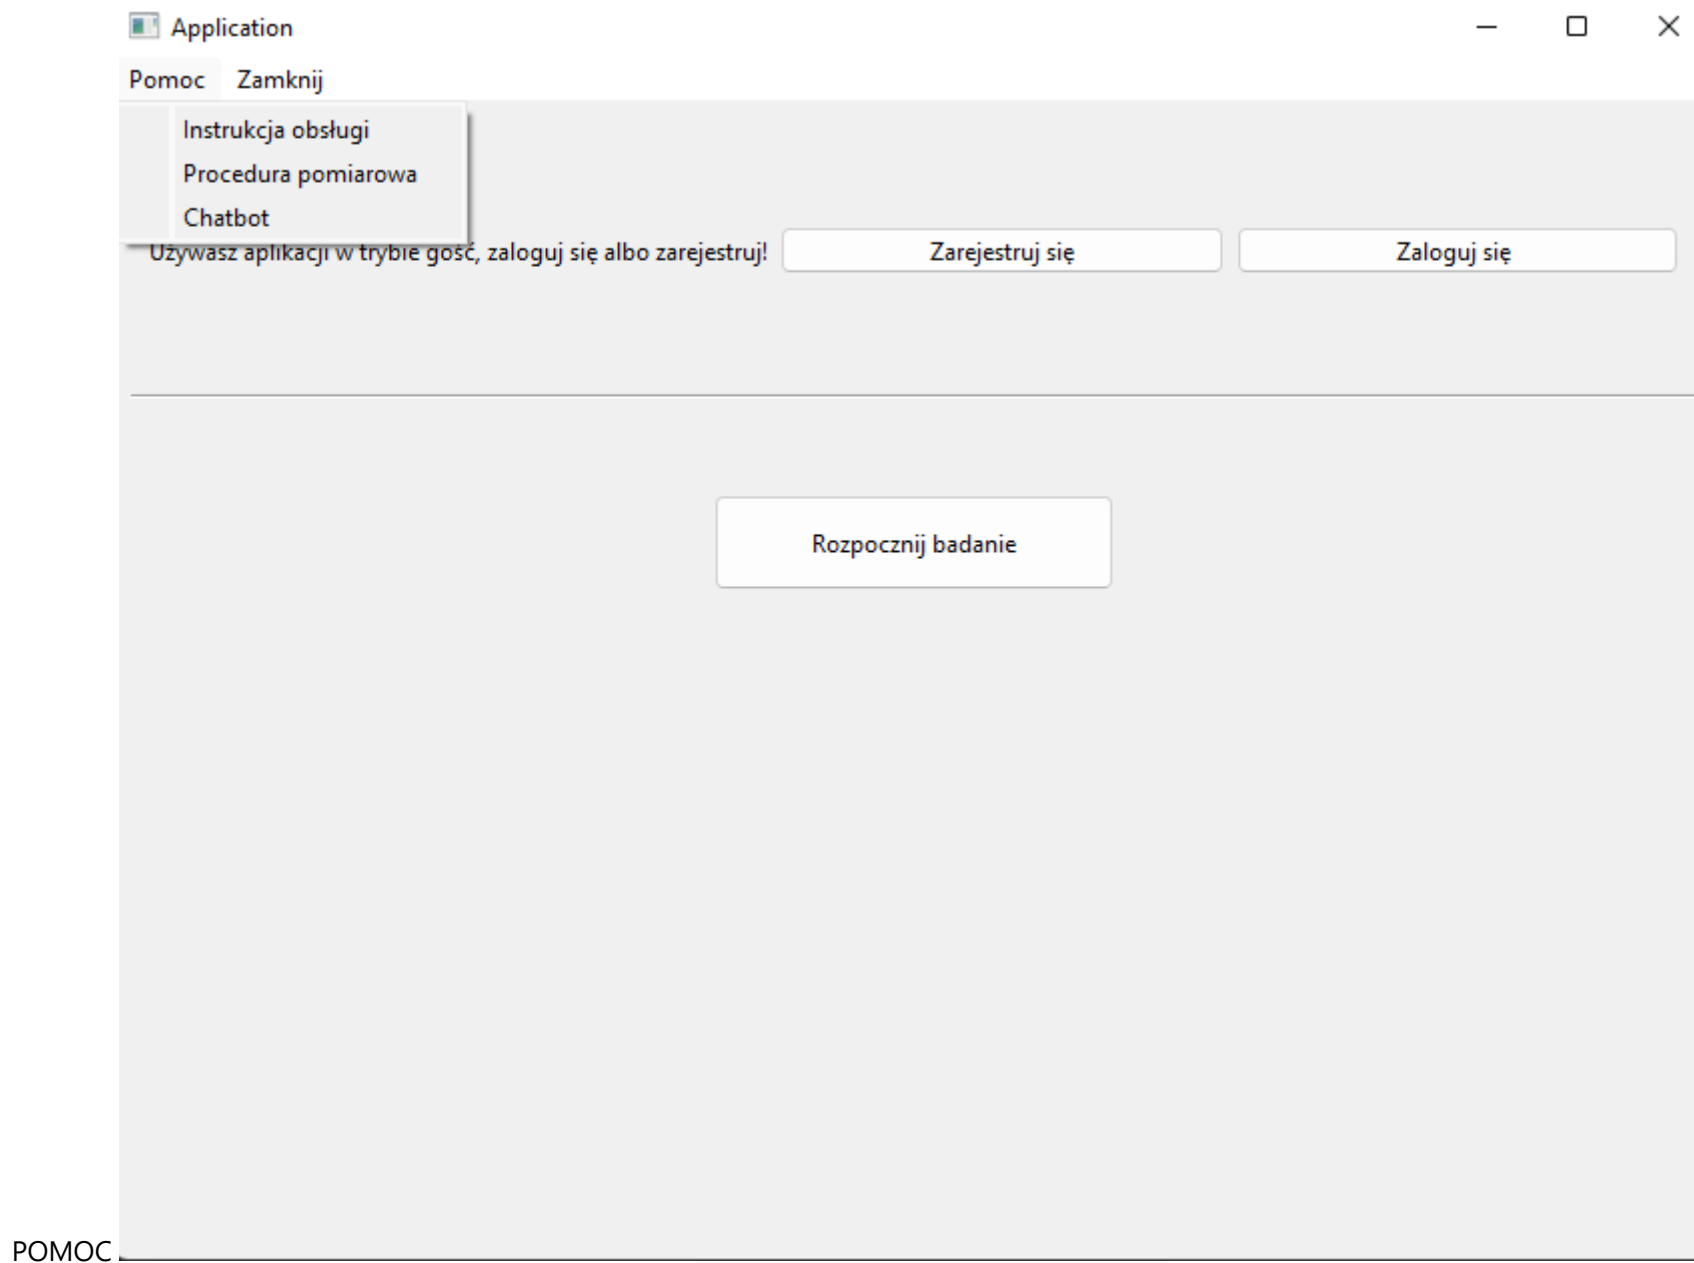 Application
Pomoc Zamknij
Instrukcja obsługi
Procedura pomiarowa
Chatbot
Używasz aplikacji w trybie gość, zaloguj się albo zarejestruj! Zarejestruj się Zaloguj się
Rozpocznij badanie
POMOC